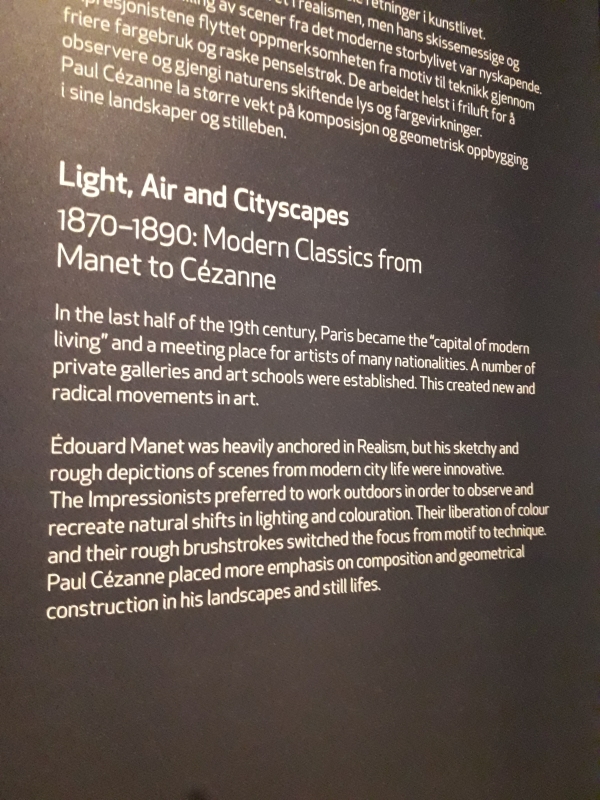 retninger i kunstlivet.
realismen, men hans skissemessige og
av scener fra det moderne storbylivet var nyskapende.
flyttet oppmerksomheten fra motiv til teknikk gjennom
friere fargebruk og raske penselstrøk. De arbeidet helst i friluft for å
observere og gjengi naturens skiftende lys og fargevirkninger.
Paul Cézanne la større vekt på komposisjon og geometrisk oppbygging
i sine landskaper og stilleben.
Light, Air and Cityscapes
1870–1890: Modern Classics from
Manet to Cézanne
In the last half of the 19th century, Paris became the "capital of modern
living" and a meeting place for artists of many nationalities. A number of
private galleries and art schools were established. This created new and
radical movements in art.
Édouard Manet was heavily anchored in Realism, but his sketchy and
rough depictions of scenes from modern city life were innovative.
The Impressionists preferred to work outdoors in order to observe and
recreate natural shifts in lighting and colouration. Their liberation of colour
and their rough brushstrokes switched the focus from motif to technique.
Paul Cézanne placed more emphasis on composition and geometrical
construction in his landscapes and still lifes.